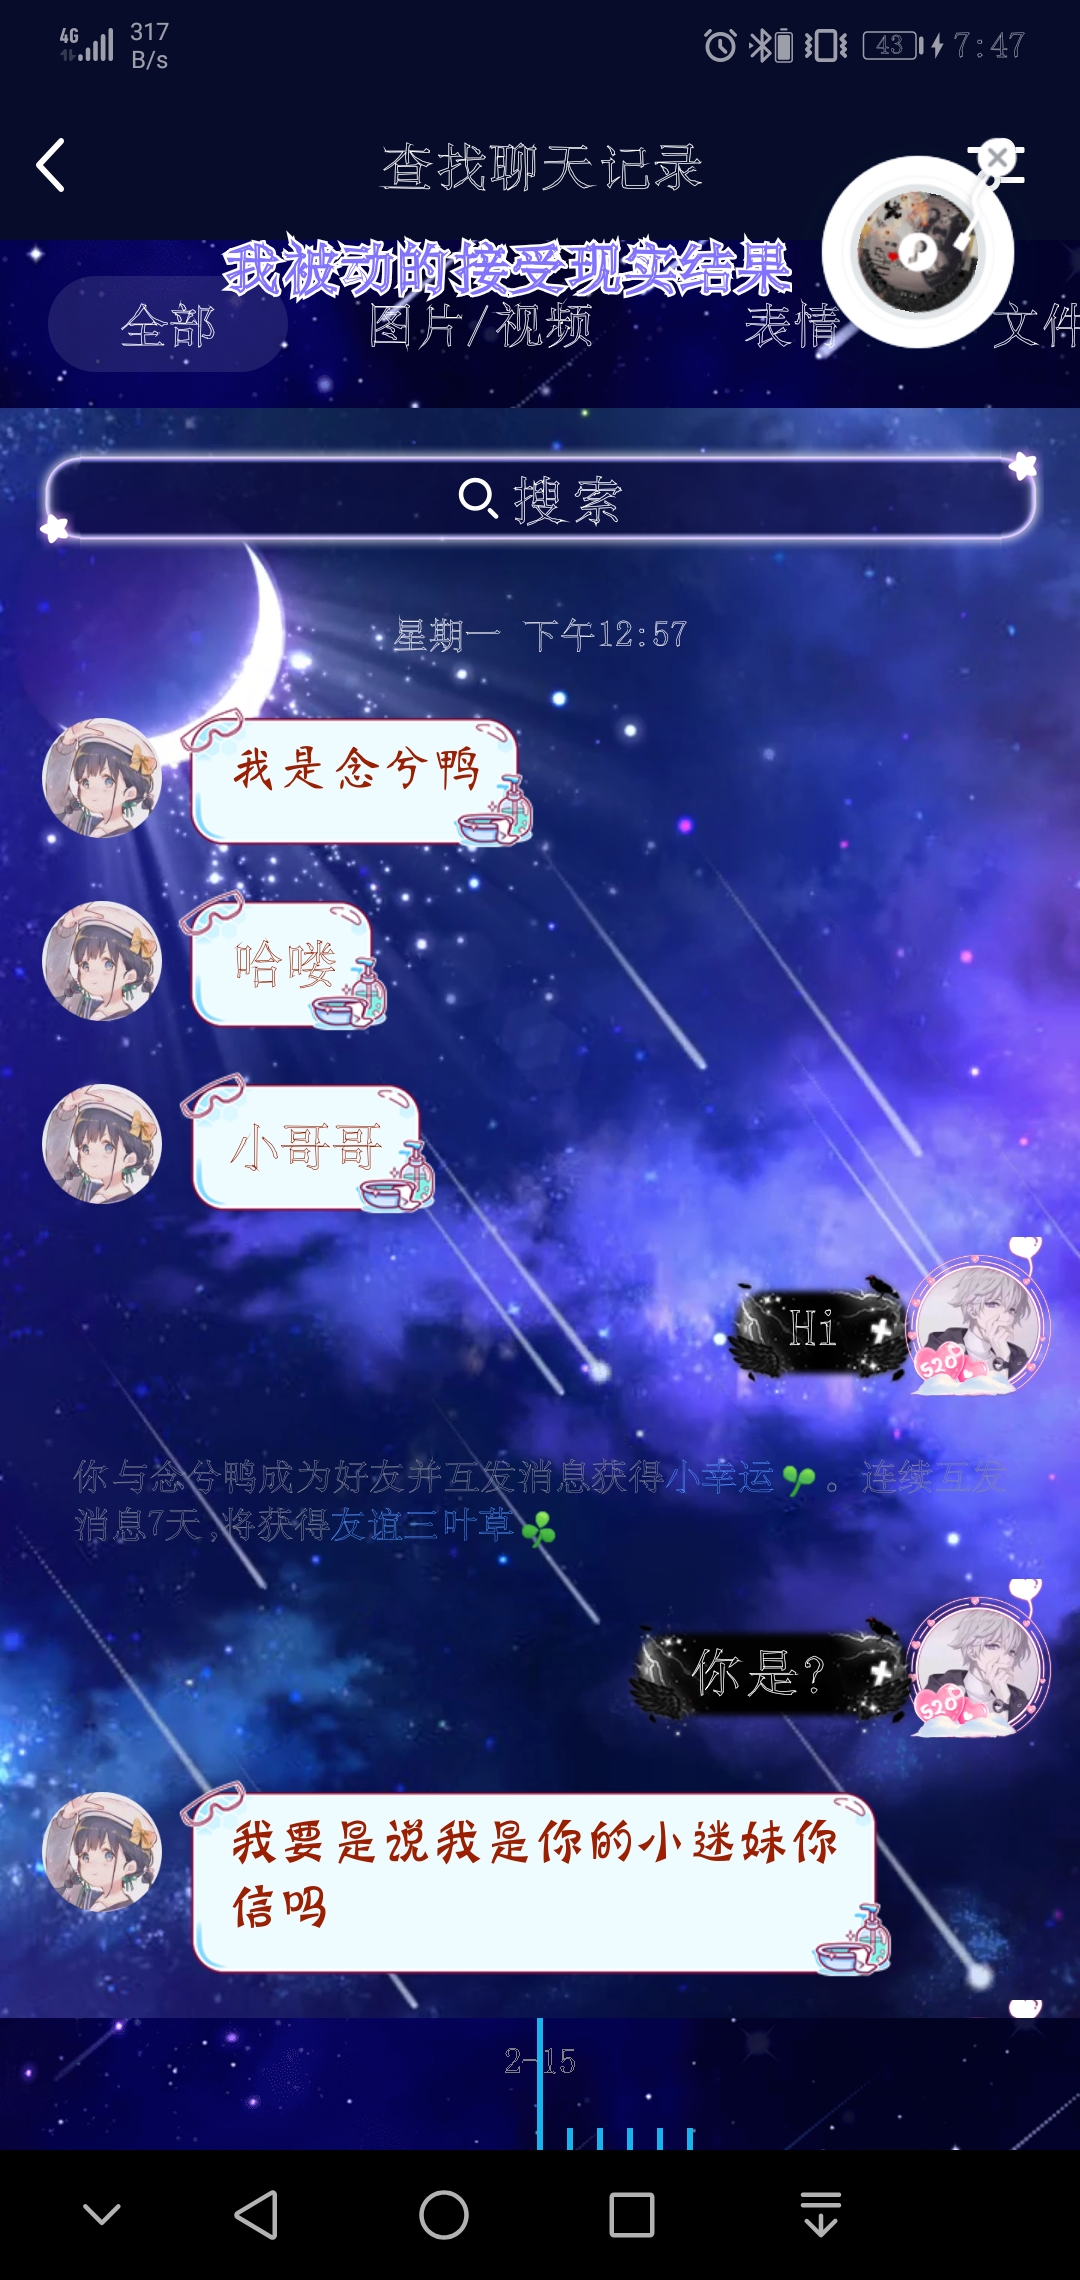 4G 317 B/s 43 7:47
查找聊天记录
我被动的接受现实结果
全部 图片/视频 表情 文件
搜索
星期一 下午12:57
我是念兮鸭
哈喽
小哥哥
Hi
520
你与念兮鸭成为好友并互发消息获得小幸运。连续互发
消息7天,将获得友谊三叶草
你是?
520
我要是说我是你的小迷妹你
信吗
2-15